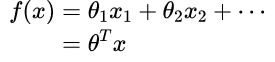 f(x) = θ₁x₁ + θ₂x₂ + ⋯
= θᵀx